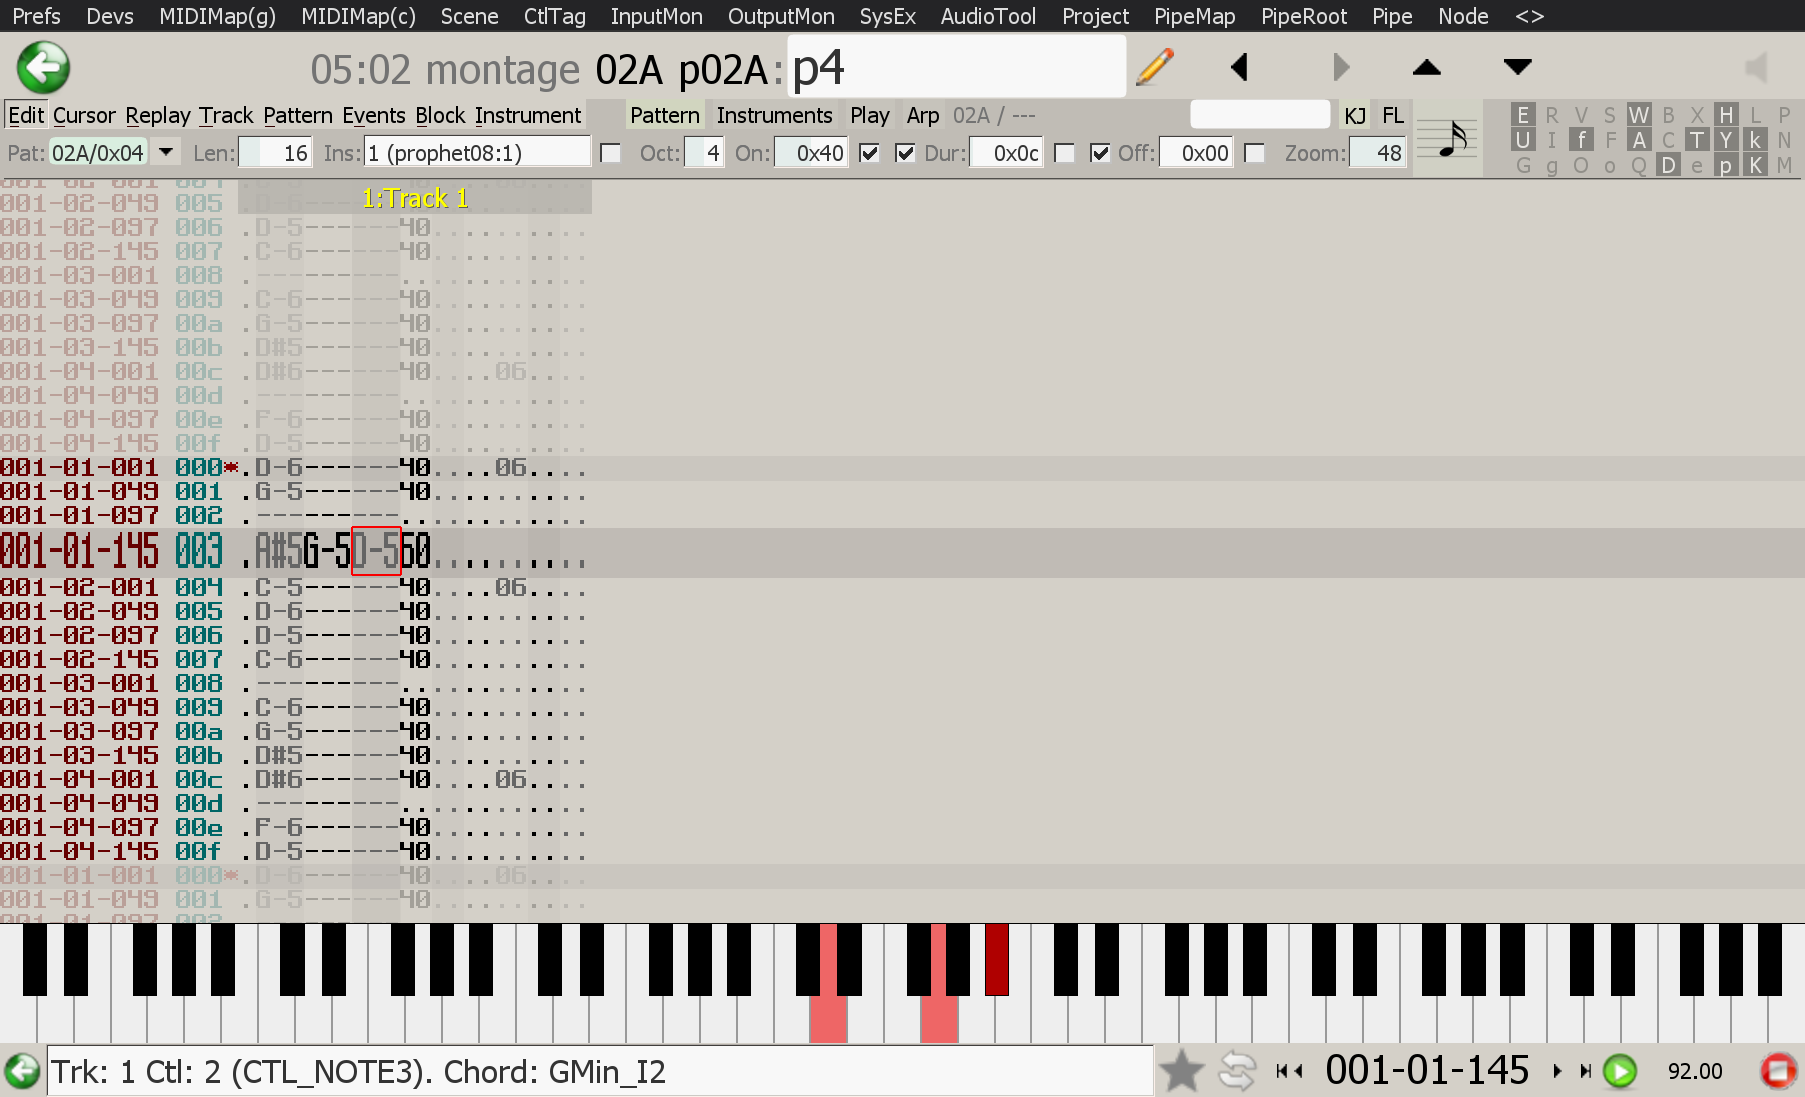 Prefs Devs MIDIMap(g) MIDIMap(c) Scene CtlTag InputMon OutputMon SysEx AudioTool Project PipeMap PipeRoot Pipe Node <>
05:02 montage 02A p02A: p4
Edit Cursor Replay Track Pattern Events Block Instrument Pattern Instruments Play Arp 02A / --- KJ FL E R V S W B X H L P
U I f F A C T Y k N
Pat: 02A/0x04 Len: 16 Ins: 1 (prophet08:1) Oct: 4 On: 0x40 Dur: 0x0c Off: 0x00 Zoom: 48 G g O o Q D e p K M
1:Track 1
001-02-049 005 . D-5
001-02-097 006 .D-5------40..........
001-02-145 007 .C-6------40..........
001-03-001 008 .---------............
001-03-049 009 .C-6------40..........
001-03-097 00a .G-5------40..........
001-03-145 00b .D#5------40..........
001-04-001 00c .D#6------40....06....
001-04-049 00d .---------............
001-04-097 00e .F-6------40..........
001-04-145 00f .D-5------40..........
001-01-001 000*.D-6------40....06....
001-01-049 001 .G-5------40..........
001-01-097 002 .---------............
001-01-145 003 .A#5G-5D-560..........
001-02-001 004 .C-5------40....06....
001-02-049 005 .D-6------40..........
001-02-097 006 .D-5------40..........
001-02-145 007 .C-6------40..........
001-03-001 008 .---------............
001-03-049 009 .C-6------40..........
001-03-097 00a .G-5------40..........
001-03-145 00b .D#5------40..........
001-04-001 00c .D#6------40....06....
001-04-049 00d .---------............
001-04-097 00e .F-6------40..........
001-04-145 00f .D-5------40..........
001-01-001 000*.D-6------40....06....
001-01-049 001 .G-5------40..........
Trk: 1 Ctl: 2 (CTL_NOTE3). Chord: GMin_I2 001-01-145 92.00